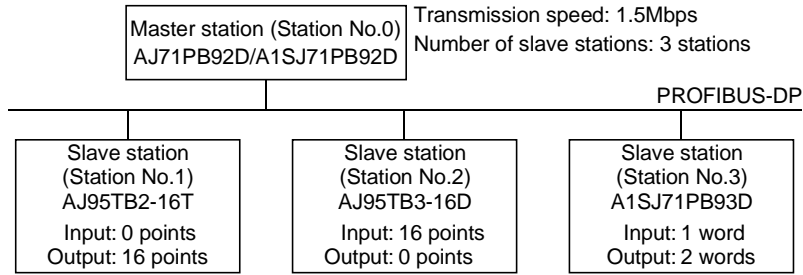 Master station (Station No.0)
AJ71PB92D/A1SJ71PB92D
Transmission speed: 1.5Mbps
Number of slave stations: 3 stations
PROFIBUS-DP
Slave station
(Station No.1)
AJ95TB2-16T
Input: 0 points
Output: 16 points
Slave station
(Station No.2)
AJ95TB3-16D
Input: 16 points
Output: 0 points
Slave station
(Station No.3)
A1SJ71PB93D
Input: 1 word
Output: 2 words